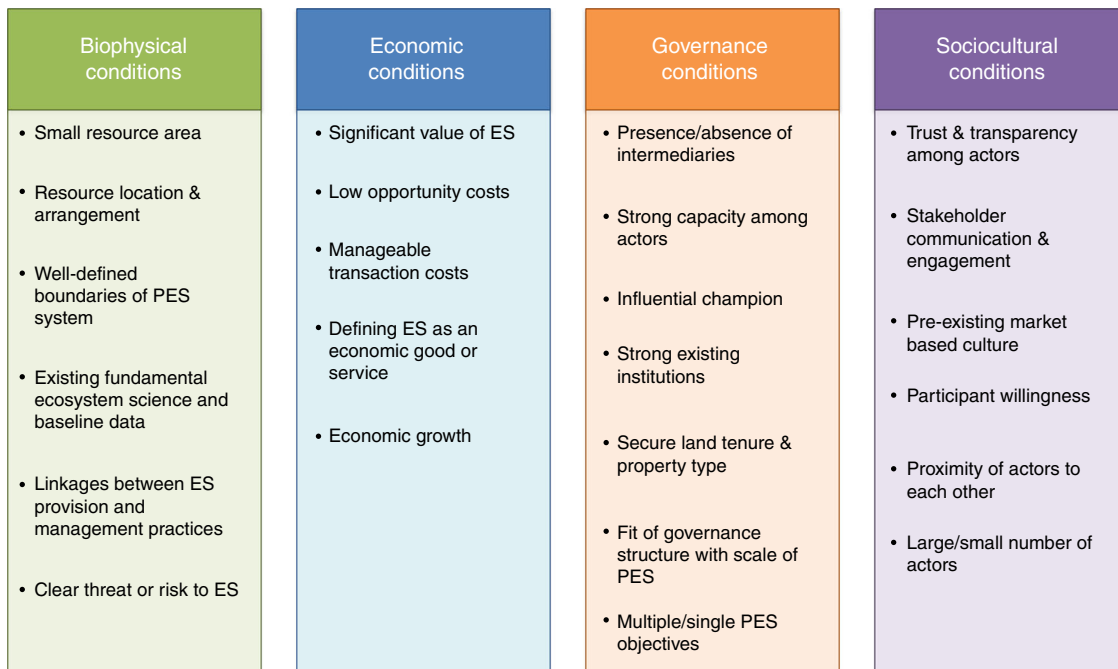 Biophysical
conditions
• Small resource area
• Resource location &
arrangement
• Well-defined
boundaries of PES
system
• Existing fundamental
ecosystem science and
baseline data
• Linkages between ES
provision and
management practices
• Clear threat or risk to ES
Economic
conditions
• Significant value of ES
• Low opportunity costs
• Manageable
transaction costs
• Defining ES as an
economic good or
service
• Economic growth
Governance
conditions
• Presence/absence of
intermediaries
• Strong capacity among
actors
• Influential champion
• Strong existing
institutions
• Secure land tenure &
property type
• Fit of governance
structure with scale of
PES
• Multiple/single PES
objectives
Sociocultural
conditions
• Trust & transparency
among actors
• Stakeholder
communication &
engagement
• Pre-existing market
based culture
• Participant willingness
• Proximity of actors to
each other
• Large/small number of
actors